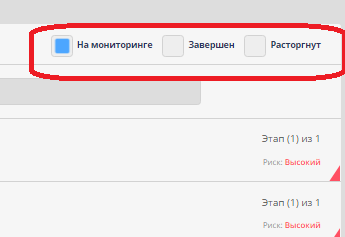 На мониторинге Завершен Расторгнут
Этап (1) из 1
Риск: Высокий
Этап (1) из 1
Риск: Высокий